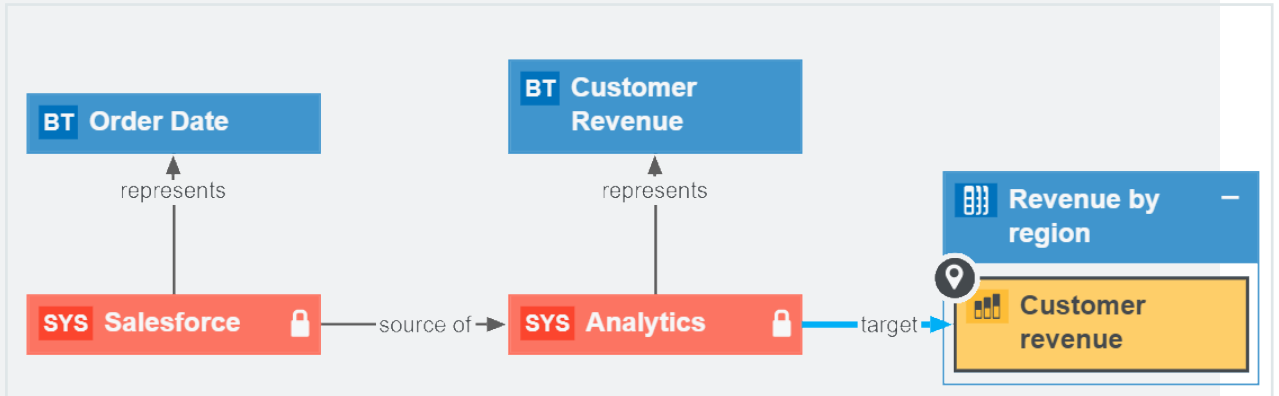 BT Order Date
BT Customer
Revenue
represents
represents
Revenue by
region
SYS Salesforce
source of
SYS Analytics
target
Customer
revenue